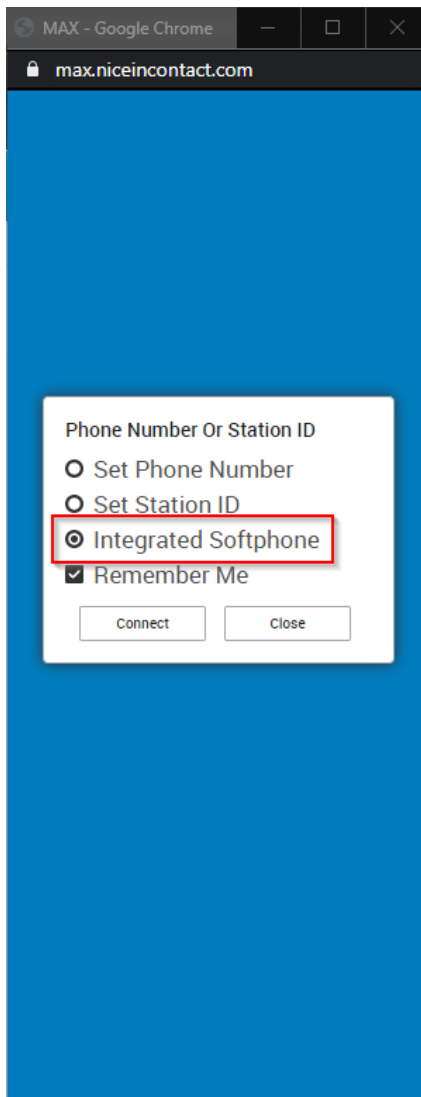 MAX - Google Chrome
max.niceincontact.com
Phone Number Or Station ID
Set Phone Number
Set Station ID
Integrated Softphone
Remember Me
Connect Close